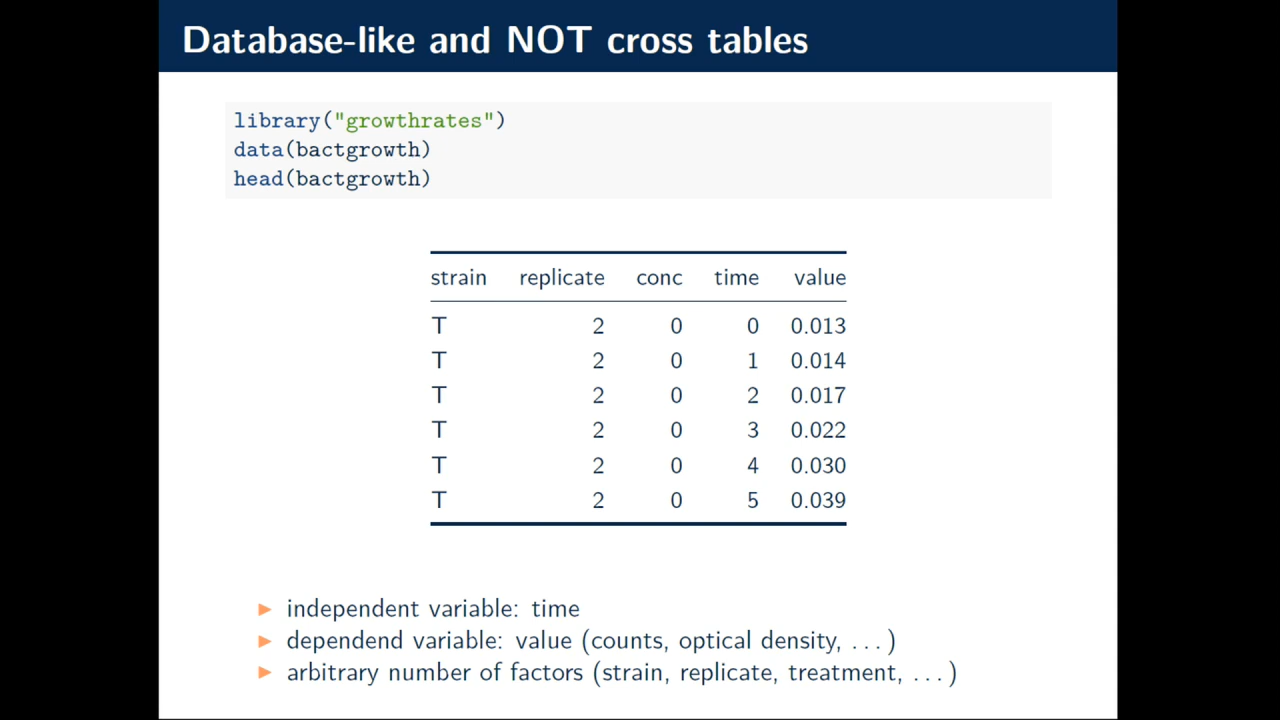 Database-like and NOT cross tables
library("growthrates")
data(bactgrowth)
head(bactgrowth)
strain replicate conc time value
T 2 0 0 0.013
T 2 0 1 0.014
T 2 0 2 0.017
T 2 0 3 0.022
T 2 0 4 0.030
T 2 0 5 0.039
► independent variable: time
► dependend variable: value (counts, optical density, . . . )
► arbitrary number of factors (strain, replicate, treatment, . . . )